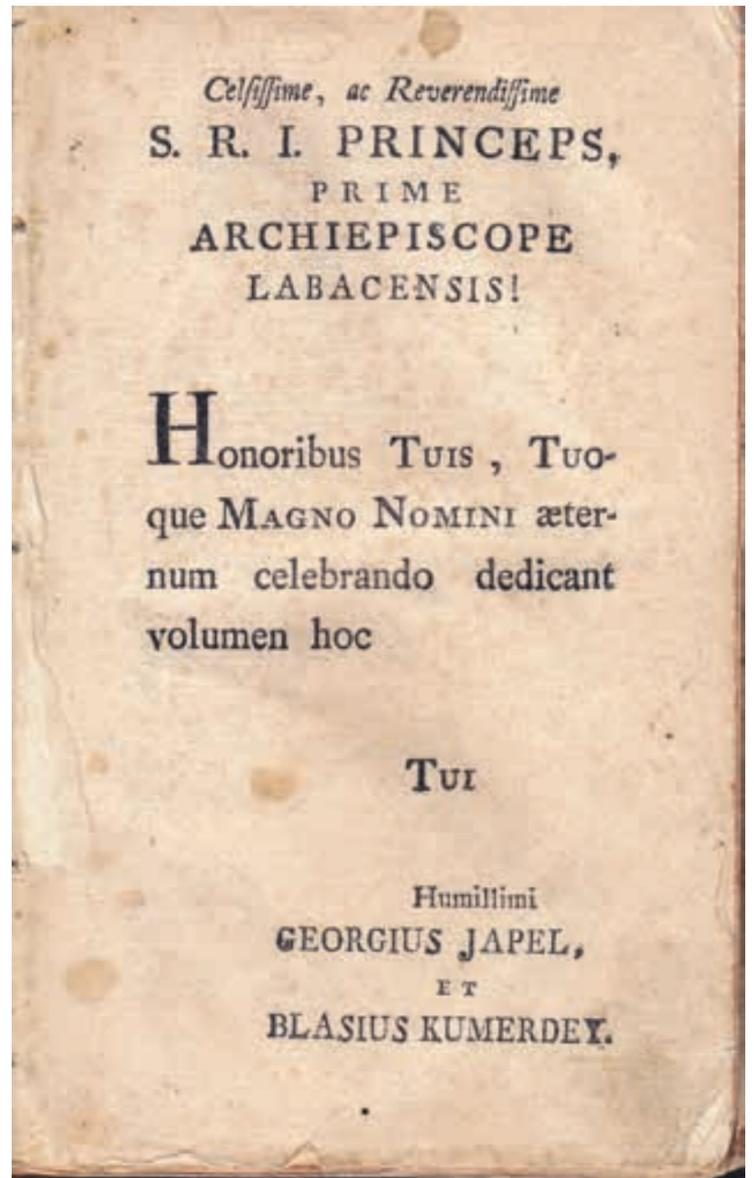 Celſiſſime, ac Reverendiſſime
S. R. I. PRINCEPS,
PRIME
ARCHIEPISCOPE
LABACENSIS!
Honoribus TUIS, TUO-
que MAGNO NOMINI æter-
num celebrando dedicant
volumen hoc
TUI
Humillimi
GEORGIUS JAPEL,
ET
BLASIUS KUMERDEY.